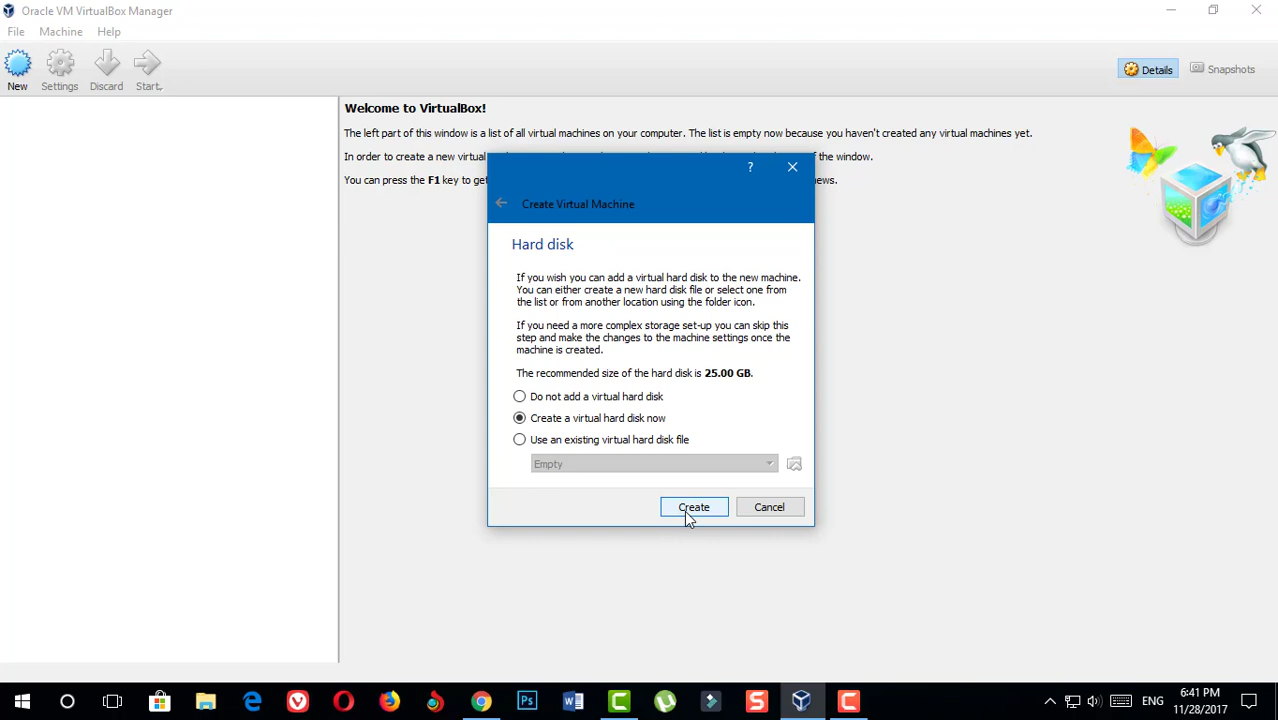 Oracle VM VirtualBox Manager
File Machine Help
New Settings Discard Start
Details Snapshots
Welcome to VirtualBox!
The left part of this window is a list of all virtual machines on your computer. The list is empty now because you haven't created any virtual machines yet.
In order to create a new virtual of the window.
You can press the F1 key to get news.
?
Create Virtual Machine
Hard disk
If you wish you can add a virtual hard disk to the new machine.
You can either create a new hard disk file or select one from
the list or from another location using the folder icon.
If you need a more complex storage set-up you can skip this
step and make the changes to the machine settings once the
machine is created.
The recommended size of the hard disk is 25.00 GB.
Do not add a virtual hard disk
Create a virtual hard disk now
Use an existing virtual hard disk file
Empty
Create Cancel
Ps
ENG
6:41 PM
11/28/2017